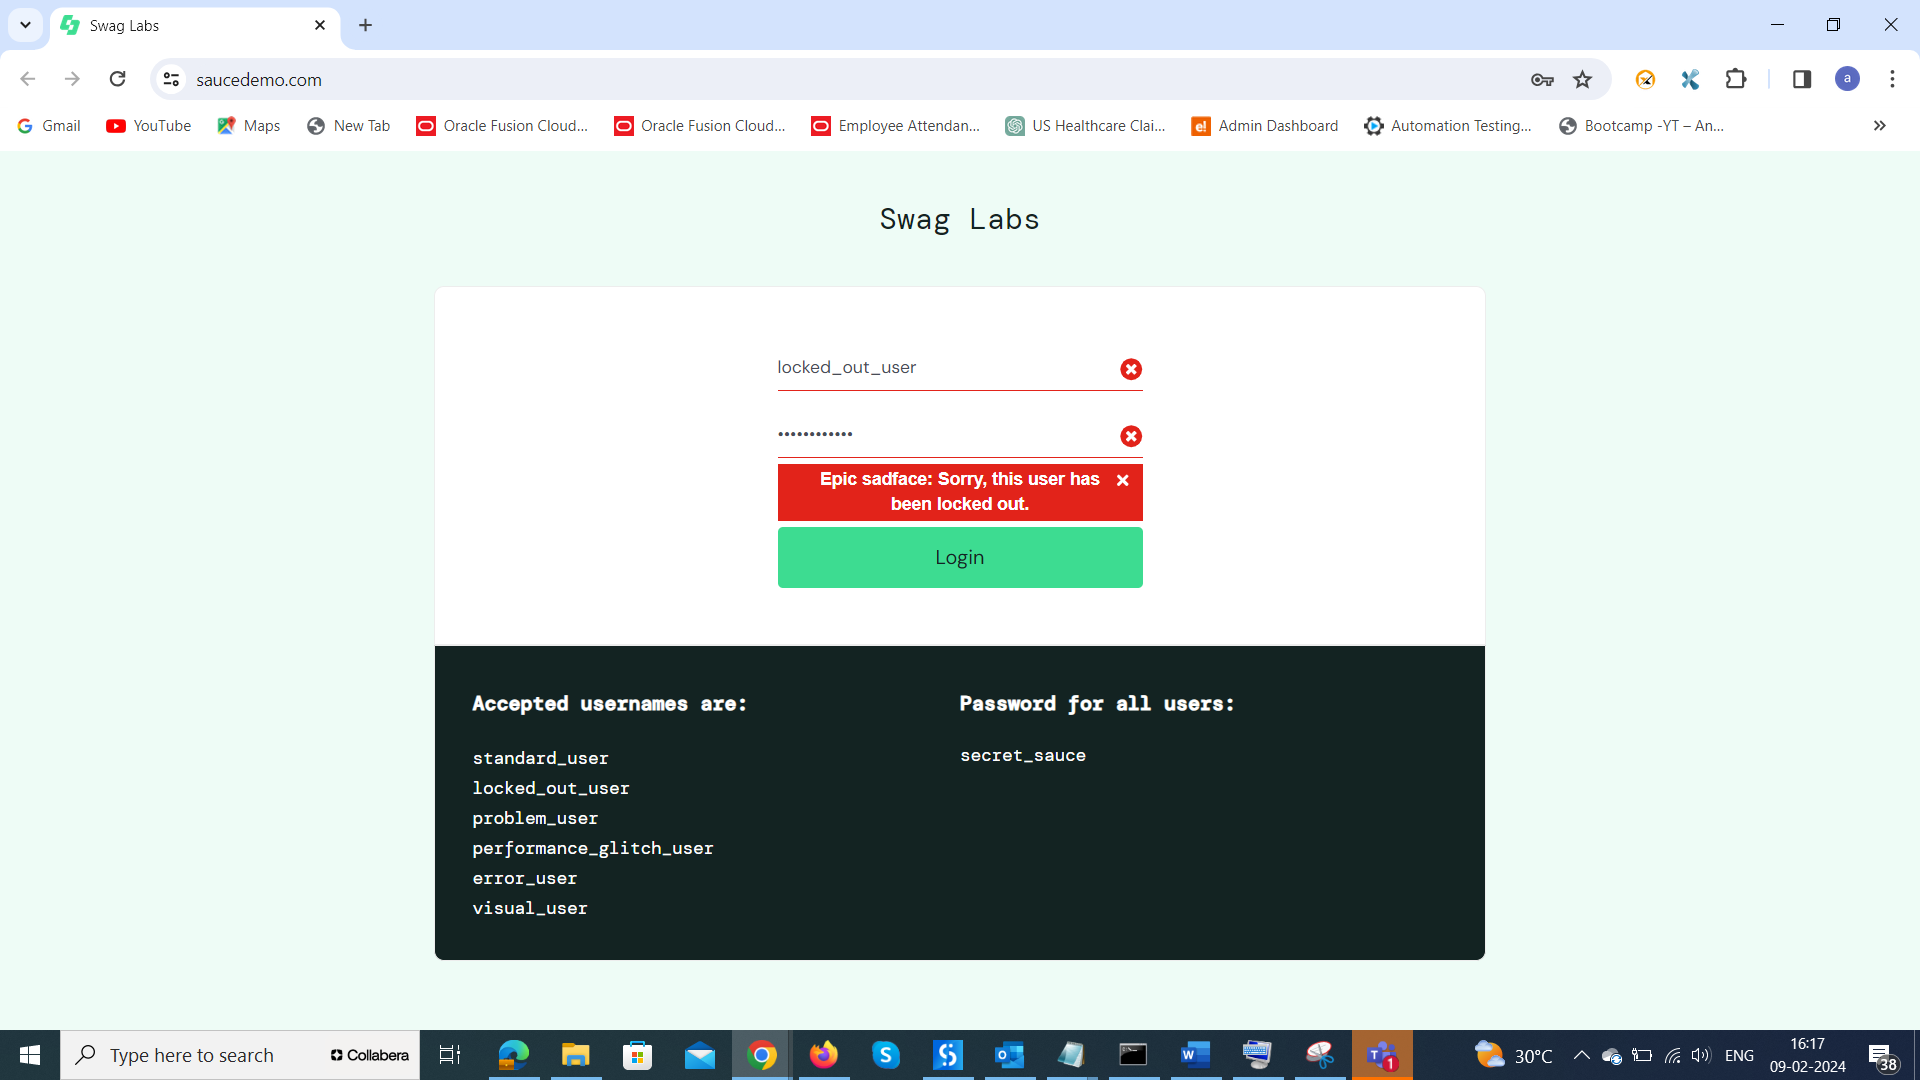 Swag Labs
saucedemo.com
a
Gmail
YouTube
Maps
New Tab
Oracle Fusion Cloud...
Oracle Fusion Cloud...
Employee Attendan...
US Healthcare Clai...
Admin Dashboard
Automation Testing...
Bootcamp -YT – An...
Swag Labs
locked_out_user
••••••••••••
Epic sadface: Sorry, this user has
been locked out.
Login
Accepted usernames are:
standard_user
locked_out_user
problem_user
performance_glitch_user
error_user
visual_user
Password for all users:
secret_sauce
Type here to search
Collabera
1
30°C
ENG
16:17
09-02-2024
38